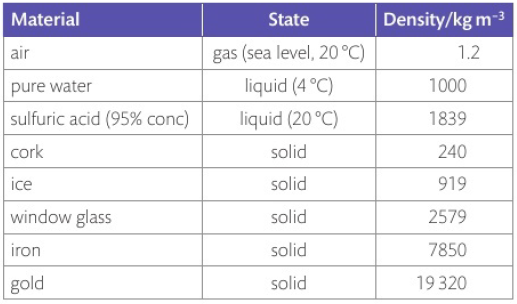 Material State Density/kg m⁻³
air gas (sea level, 20 °C) 1.2
pure water liquid (4 °C) 1000
sulfuric acid (95% conc) liquid (20 °C) 1839
cork solid 240
ice solid 919
window glass solid 2579
iron solid 7850
gold solid 19 320